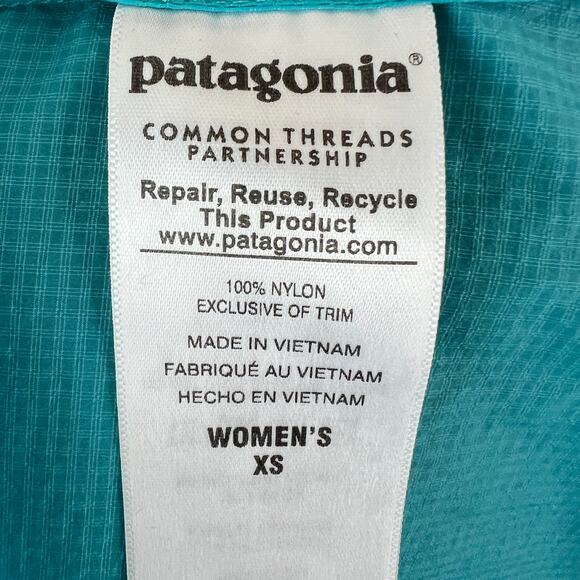 patagonia®
COMMON THREADS
PARTNERSHIP
Repair, Reuse, Recycle
This Product
www.patagonia.com
100% NYLON
EXCLUSIVE OF TRIM
MADE IN VIETNAM
FABRIQUÉ AU VIETNAM
HECHO EN VIETNAM
WOMEN'S
XS